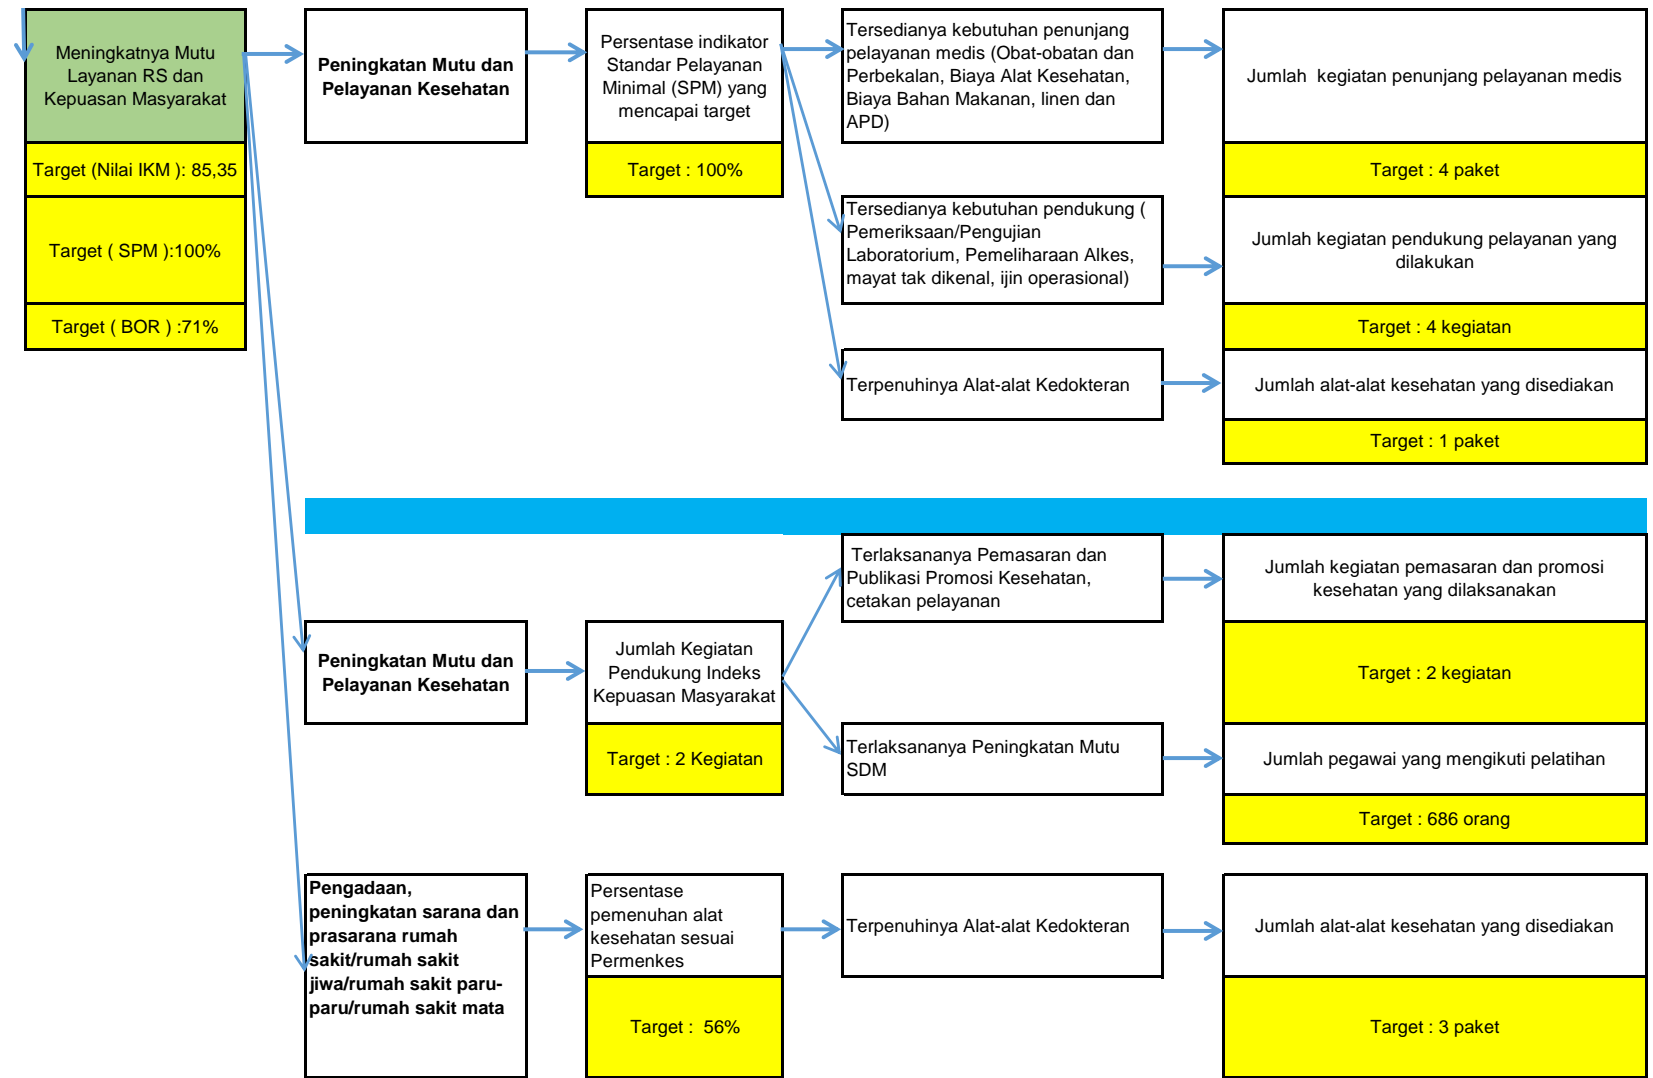 Meningkatnya Mutu
Layanan RS dan
Kepuasan Masyarakat
Target (Nilai IKM ): 85,35
Target ( SPM ):100%
Target ( BOR ) :71%
Peningkatan Mutu dan
Pelayanan Kesehatan
Persentase indikator
Standar Pelayanan
Minimal (SPM) yang
mencapai target
Target : 100%
Tersedianya kebutuhan penunjang
pelayanan medis (Obat-obatan dan
Perbekalan, Biaya Alat Kesehatan,
Biaya Bahan Makanan, linen dan
APD)
Jumlah kegiatan penunjang pelayanan medis
Target : 4 paket
Tersedianya kebutuhan pendukung (
Pemeriksaan/Pengujian
Laboratorium, Pemeliharaan Alkes,
mayat tak dikenal, ijin operasional)
Jumlah kegiatan pendukung pelayanan yang
dilakukan
Target : 4 kegiatan
Terpenuhinya Alat-alat Kedokteran
Jumlah alat-alat kesehatan yang disediakan
Target : 1 paket
Peningkatan Mutu dan
Pelayanan Kesehatan
Jumlah Kegiatan
Pendukung Indeks
Kepuasan Masyarakat
Target : 2 Kegiatan
Terlaksananya Pemasaran dan
Publikasi Promosi Kesehatan,
cetakan pelayanan
Jumlah kegiatan pemasaran dan promosi
kesehatan yang dilaksanakan
Target : 2 kegiatan
Terlaksananya Peningkatan Mutu
SDM
Jumlah pegawai yang mengikuti pelatihan
Target : 686 orang
Pengadaan,
peningkatan sarana dan
prasarana rumah
sakit/rumah sakit
jiwa/rumah sakit paru-
paru/rumah sakit mata
Persentase
pemenuhan alat
kesehatan sesuai
Permenkes
Target : 56%
Terpenuhinya Alat-alat Kedokteran
Jumlah alat-alat kesehatan yang disediakan
Target : 3 paket